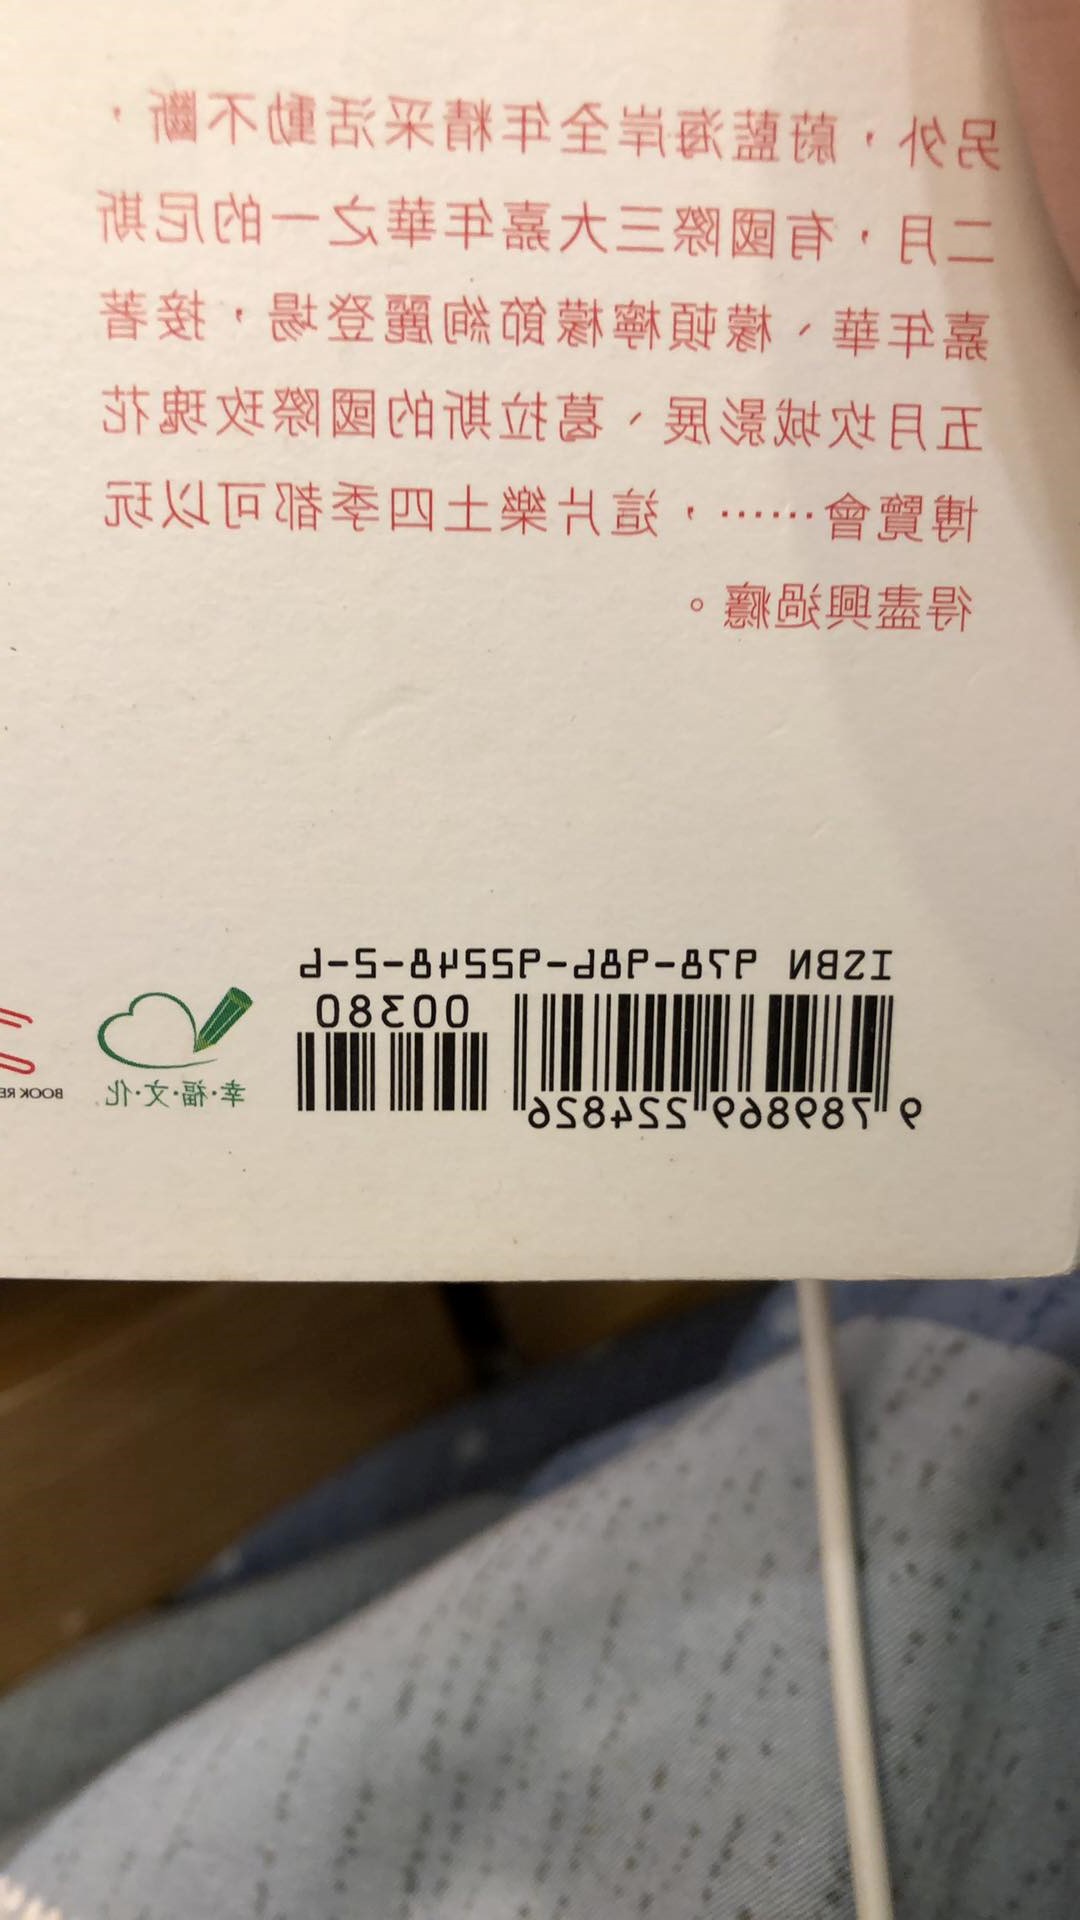 另外，蔚藍海岸全年精采活動不斷，
二月，有國際三大嘉年華之一的尼斯
嘉年華、檬頓檸檬節絢麗登場，接著
五月坎城影展、葛拉斯的國際玫瑰花
博覽會……，這片樂土四季都可以玩
得盡興過癮。
ISBN 978-986-92248-2-6
00380
9 789869 224826
幸·福·文·化
BOOK RE